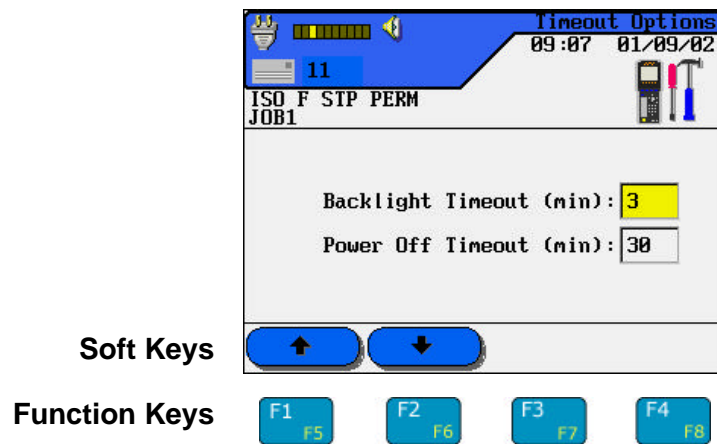 Timeout Options
09:07 01/09/02
11
ISO F STP PERM
JOB1
Backlight Timeout (min): 3
Power Off Timeout (min): 30
Soft Keys
Function Keys
F1 F5
F2 F6
F3 F7
F4 F8